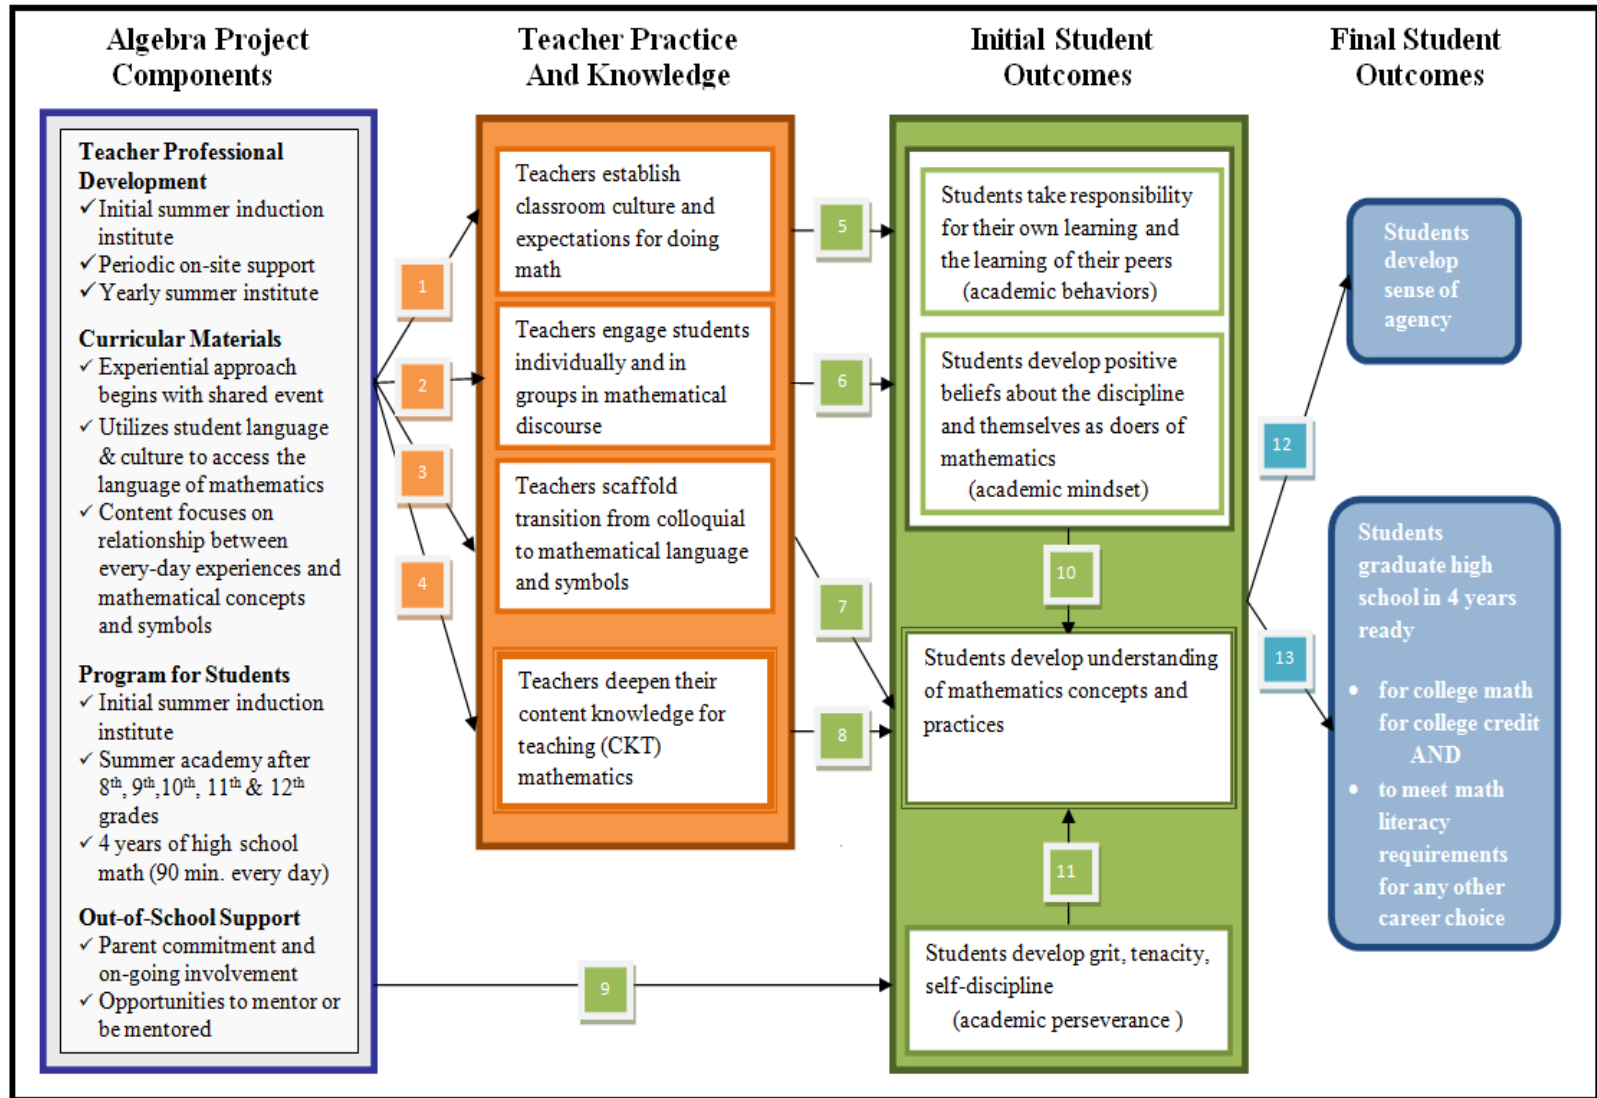 Algebra Project
Components
Teacher Practice
And Knowledge
Initial Student
Outcomes
Final Student
Outcomes
Teacher Professional
Development
✓ Initial summer induction
institute
✓ Periodic on-site support
✓ Yearly summer institute
Curricular Materials
✓ Experiential approach
begins with shared event
✓ Utilizes student language
& culture to access the
language of mathematics
✓ Content focuses on
relationship between
every-day experiences and
mathematical concepts
and symbols
Program for Students
✓ Initial summer induction
institute
✓ Summer academy after
8th, 9th,10th, 11th & 12th
grades
✓ 4 years of high school
math (90 min. every day)
Out-of-School Support
✓ Parent commitment and
on-going involvement
✓ Opportunities to mentor or
be mentored
1
2
3
4
Teachers establish
classroom culture and
expectations for doing
math
Teachers engage students
individually and in
groups in mathematical
discourse
Teachers scaffold
transition from colloquial
to mathematical language
and symbols
Teachers deepen their
content knowledge for
teaching (CKT)
mathematics
5
6
7
8
9
Students take responsibility
for their own learning and
the learning of their peers
(academic behaviors)
Students develop positive
beliefs about the discipline
and themselves as doers of
mathematics
(academic mindset)
10
Students develop understanding
of mathematics concepts and
practices
11
Students develop grit, tenacity,
self-discipline
(academic perseverance )
12
13
Students
develop
sense of
agency
Students
graduate high
school in 4 years
ready
• for college math
for college credit
AND
• to meet math
literacy
requirements
for any other
career choice